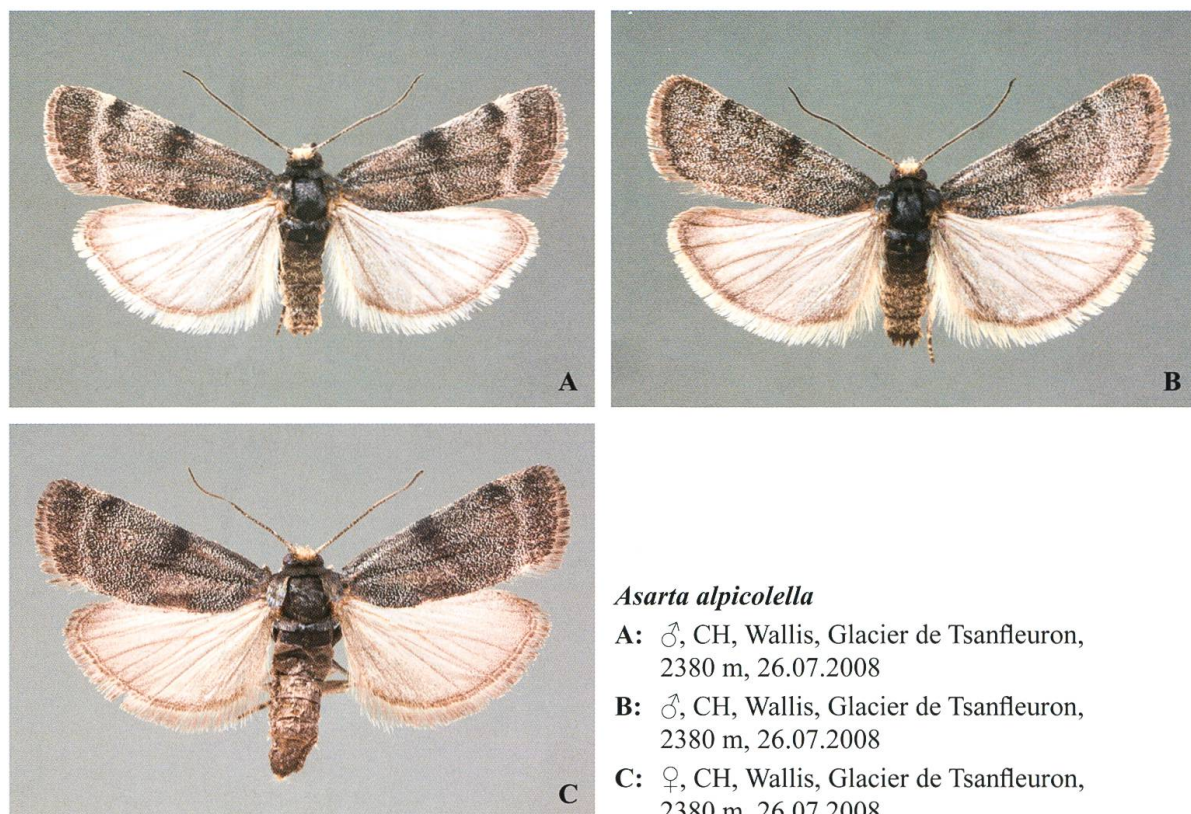 A
B
C
Asarta alpicolella
A: ♂, CH, Wallis, Glacier de Tsanfleuron,
2380 m, 26.07.2008
B: ♂, CH, Wallis, Glacier de Tsanfleuron,
2380 m, 26.07.2008
C: ♀, CH, Wallis, Glacier de Tsanfleuron,
2380 m, 26.07.2008